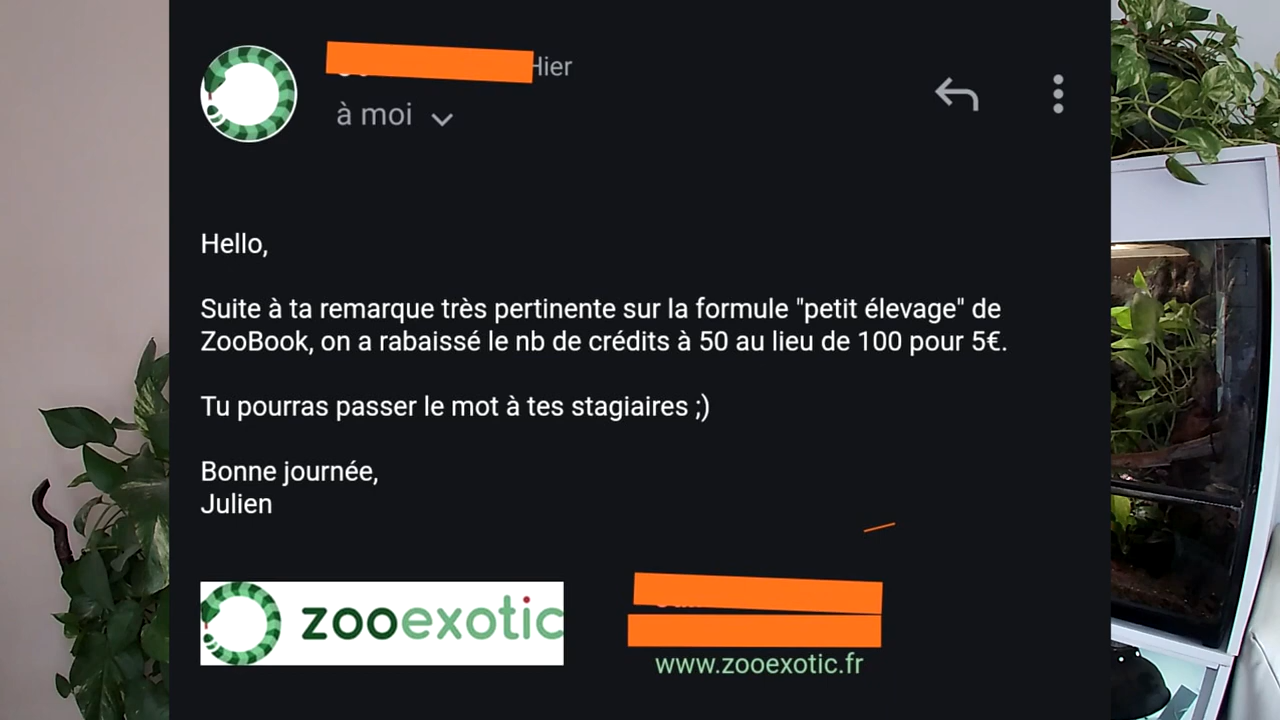 Hier
à moi
Hello,
Suite à ta remarque très pertinente sur la formule "petit élevage" de
ZooBook, on a rabaissé le nb de crédits à 50 au lieu de 100 pour 5€.
Tu pourras passer le mot à tes stagiaires ;)
Bonne journée,
Julien
zooexotic
www.zooexotic.fr